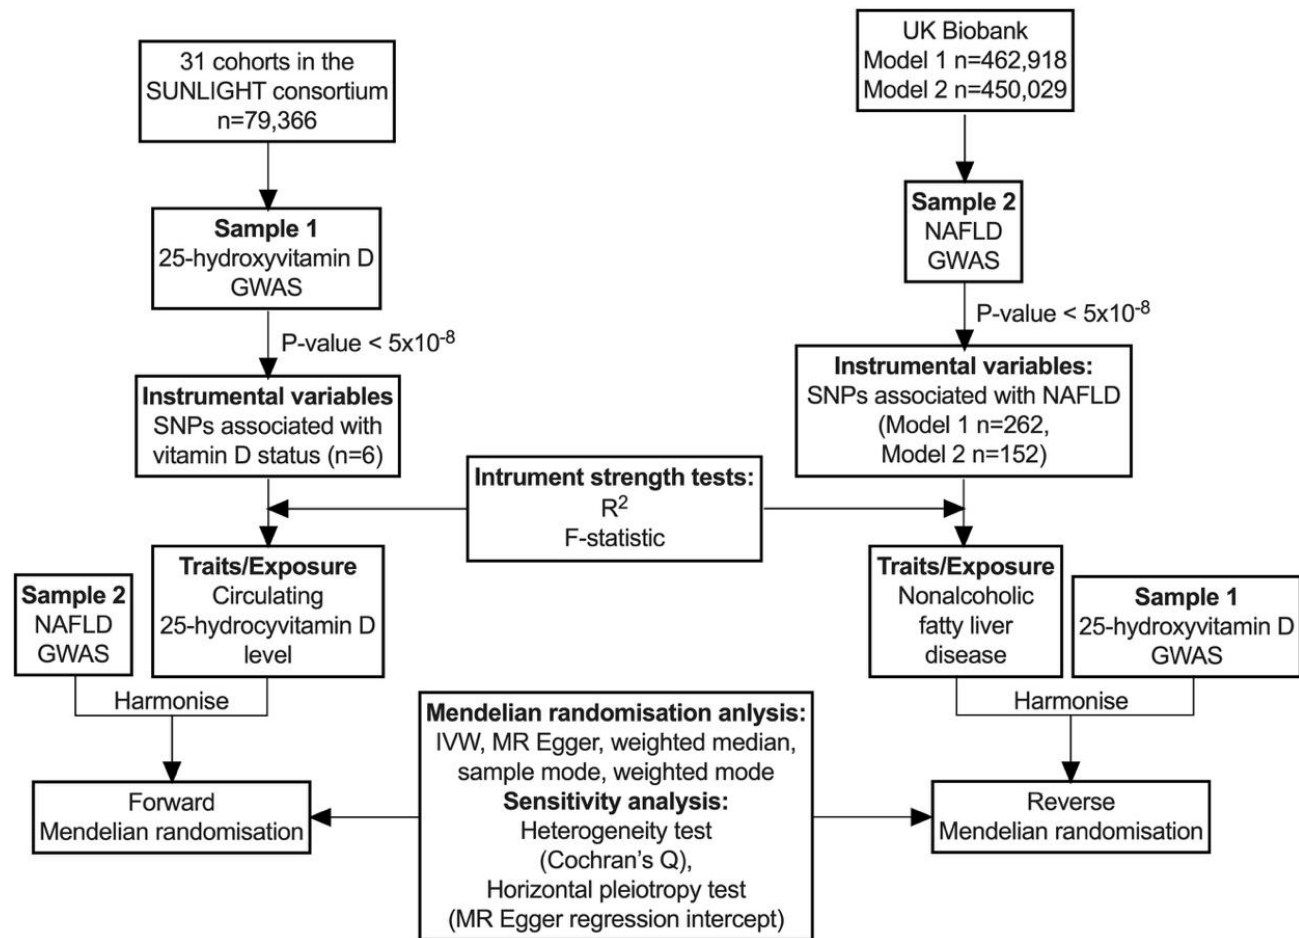 31 cohorts in the
SUNLIGHT consortium
n=79,366
UK Biobank
Model 1 n=462,918
Model 2 n=450,029
Sample 1
25-hydroxyvitamin D
GWAS
Sample 2
NAFLD
GWAS
P-value < 5x10⁻⁸
P-value < 5x10⁻⁸
Instrumental variables
SNPs associated with
vitamin D status (n=6)
Instrumental variables:
SNPs associated with NAFLD
(Model 1 n=262,
Model 2 n=152)
Intrument strength tests:
R²
F-statistic
Sample 2
NAFLD
GWAS
Traits/Exposure
Circulating
25-hydrocyvitamin D
level
Traits/Exposure
Nonalcoholic
fatty liver
disease
Sample 1
25-hydroxyvitamin D
GWAS
Harmonise
Harmonise
Mendelian randomisation anlysis:
IVW, MR Egger, weighted median,
sample mode, weighted mode
Sensitivity analysis:
Heterogeneity test
(Cochran's Q),
Horizontal pleiotropy test
(MR Egger regression intercept)
Forward
Mendelian randomisation
Reverse
Mendelian randomisation